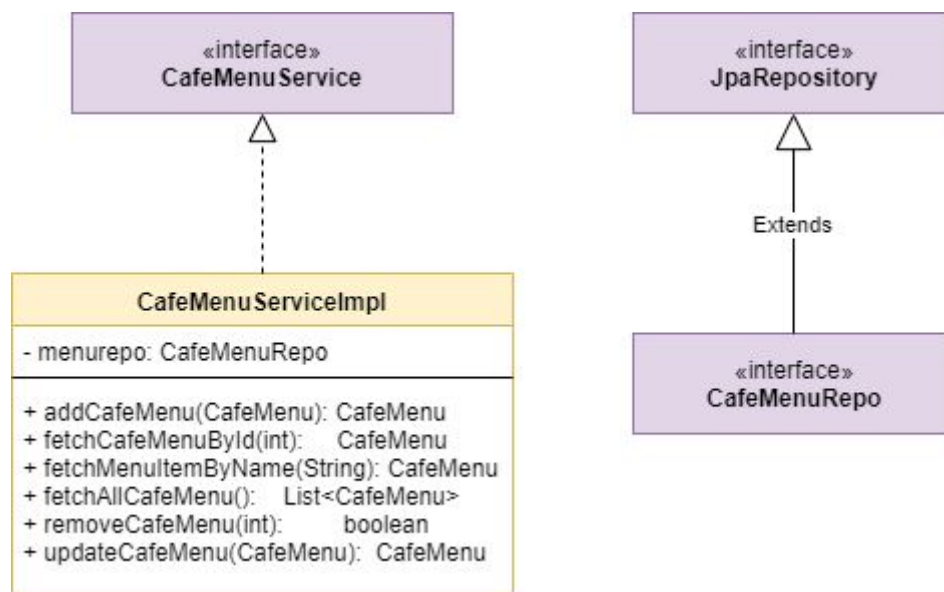 «interface»
CafeMenuService
«interface»
JpaRepository
Extends
CafeMenuServiceImpl
- menurepo: CafeMenuRepo
+ addCafeMenu(CafeMenu): CafeMenu
+ fetchCafeMenuById(int): CafeMenu
+ fetchMenuItemByName(String): CafeMenu
+ fetchAllCafeMenu(): List<CafeMenu>
+ removeCafeMenu(int): boolean
+ updateCafeMenu(CafeMenu): CafeMenu
«interface»
CafeMenuRepo